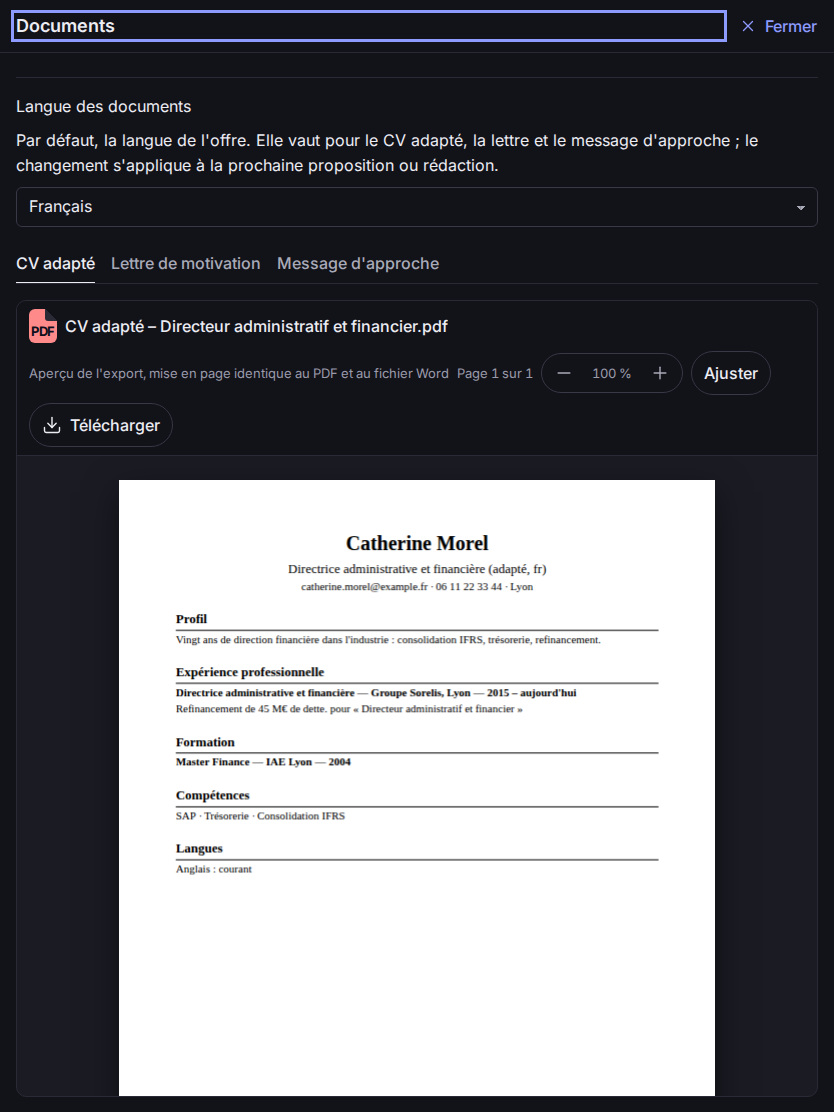 Documents
Fermer
Langue des documents
Par défaut, la langue de l'offre. Elle vaut pour le CV adapté, la lettre et le message d'approche ; le
changement s'applique à la prochaine proposition ou rédaction.
Français
CV adapté Lettre de motivation Message d'approche
PDF CV adapté – Directeur administratif et financier.pdf
Aperçu de l'export, mise en page identique au PDF et au fichier Word Page 1 sur 1 — 100 % + Ajuster
Télécharger
Catherine Morel
Directrice administrative et financière (adapté, fr)
catherine.morel@example.fr · 06 11 22 33 44 · Lyon
Profil
Vingt ans de direction financière dans l'industrie : consolidation IFRS, trésorerie, refinancement.
Expérience professionnelle
Directrice administrative et financière — Groupe Sorelis, Lyon — 2015 – aujourd'hui
Refinancement de 45 M€ de dette. pour « Directeur administratif et financier »
Formation
Master Finance — IAE Lyon — 2004
Compétences
SAP · Trésorerie · Consolidation IFRS
Langues
Anglais : courant